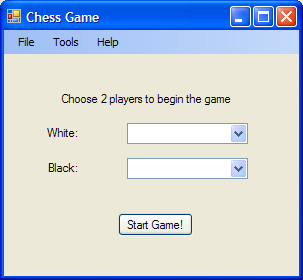 Chess Game
File Tools Help
Choose 2 players to begin the game
White:
Black:
Start Game!